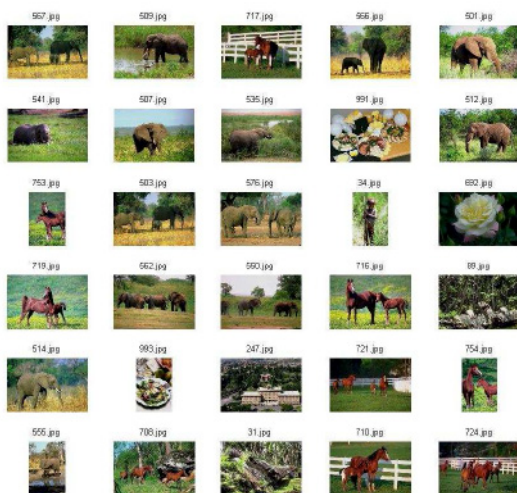 567.jpg 509.jpg 717.jpg 566.jpg 501.jpg
541.jpg 507.jpg 535.jpg 991.jpg 512.jpg
753.jpg 503.jpg 576.jpg 34.jpg 692.jpg
719.jpg 562.jpg 560.jpg 716.jpg 89.jpg
514.jpg 993.jpg 247.jpg 721.jpg 754.jpg
555.jpg 708.jpg 31.jpg 710.jpg 724.jpg